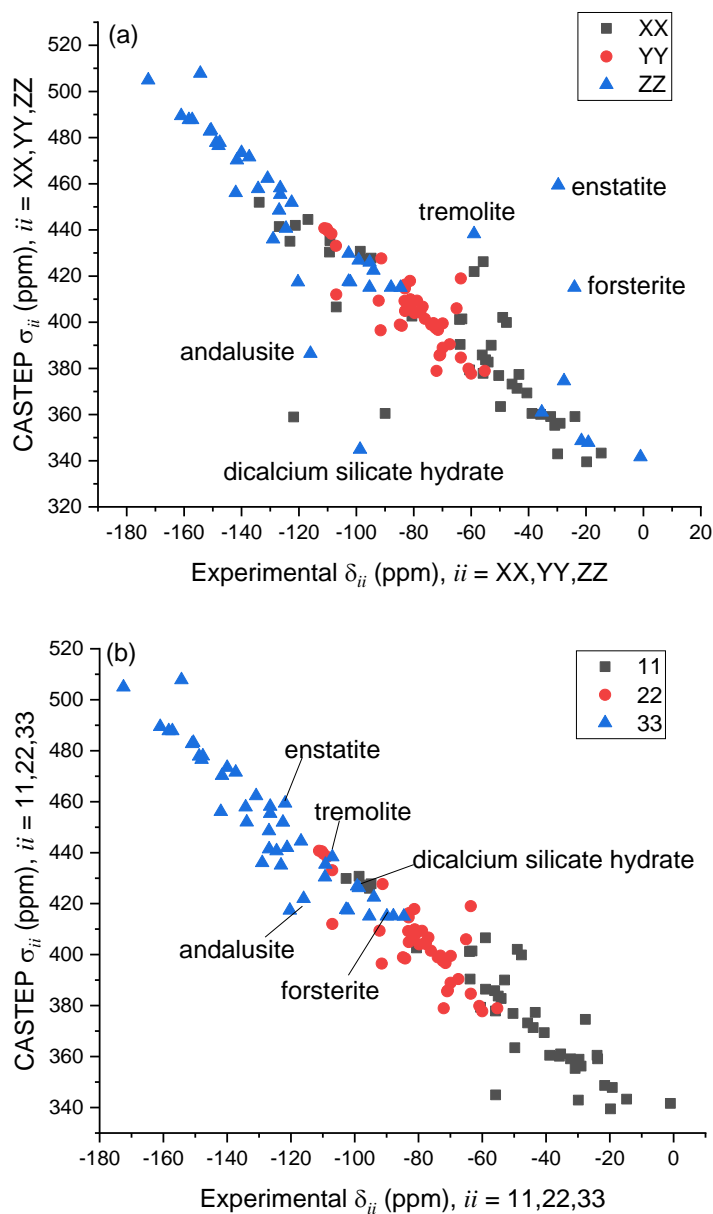 (a)
XX
YY
ZZ
520
500
480
460
440
420
400
380
360
340
320
CASTEP σii (ppm), ii = XX,YY,ZZ
enstatite
tremolite
forsterite
andalusite
dicalcium silicate hydrate
-180 -160 -140 -120 -100 -80 -60 -40 -20 0 20
Experimental δii (ppm), ii = XX,YY,ZZ
(b)
11
22
33
520
500
480
460
440
420
400
380
360
340
CASTEP σii (ppm), ii = 11,22,33
enstatite
tremolite
dicalcium silicate hydrate
andalusite
forsterite
-180 -160 -140 -120 -100 -80 -60 -40 -20 0
Experimental δii (ppm), ii = 11,22,33